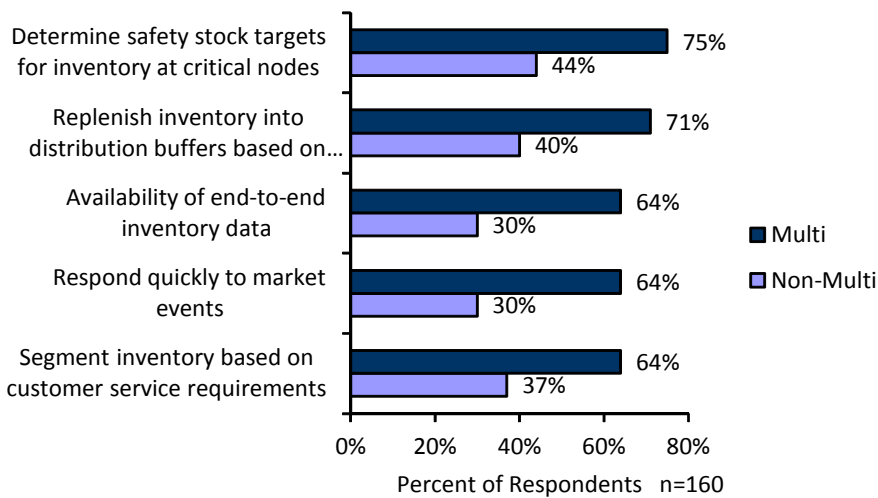 Determine safety stock targets
for inventory at critical nodes
75%
44%
Replenish inventory into
distribution buffers based on...
71%
40%
Availability of end-to-end
inventory data
64%
30%
Respond quickly to market
events
64%
30%
Segment inventory based on
customer service requirements
64%
37%
Multi
Non-Multi
0% 20% 40% 60% 80%
Percent of Respondents n=160